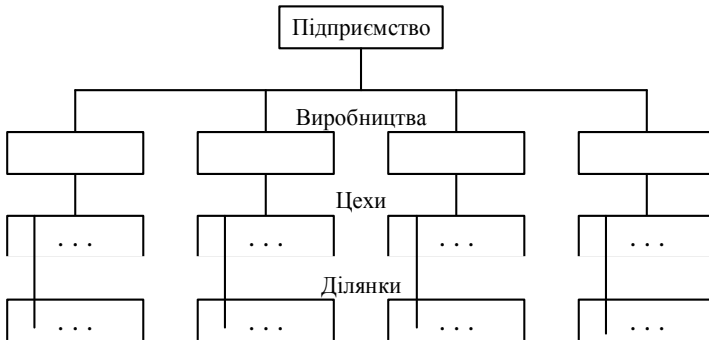 Підприємство
Виробництва
Цехи
. . . . . . . . . . . .
Ділянки
. . . . . . . . . . . .